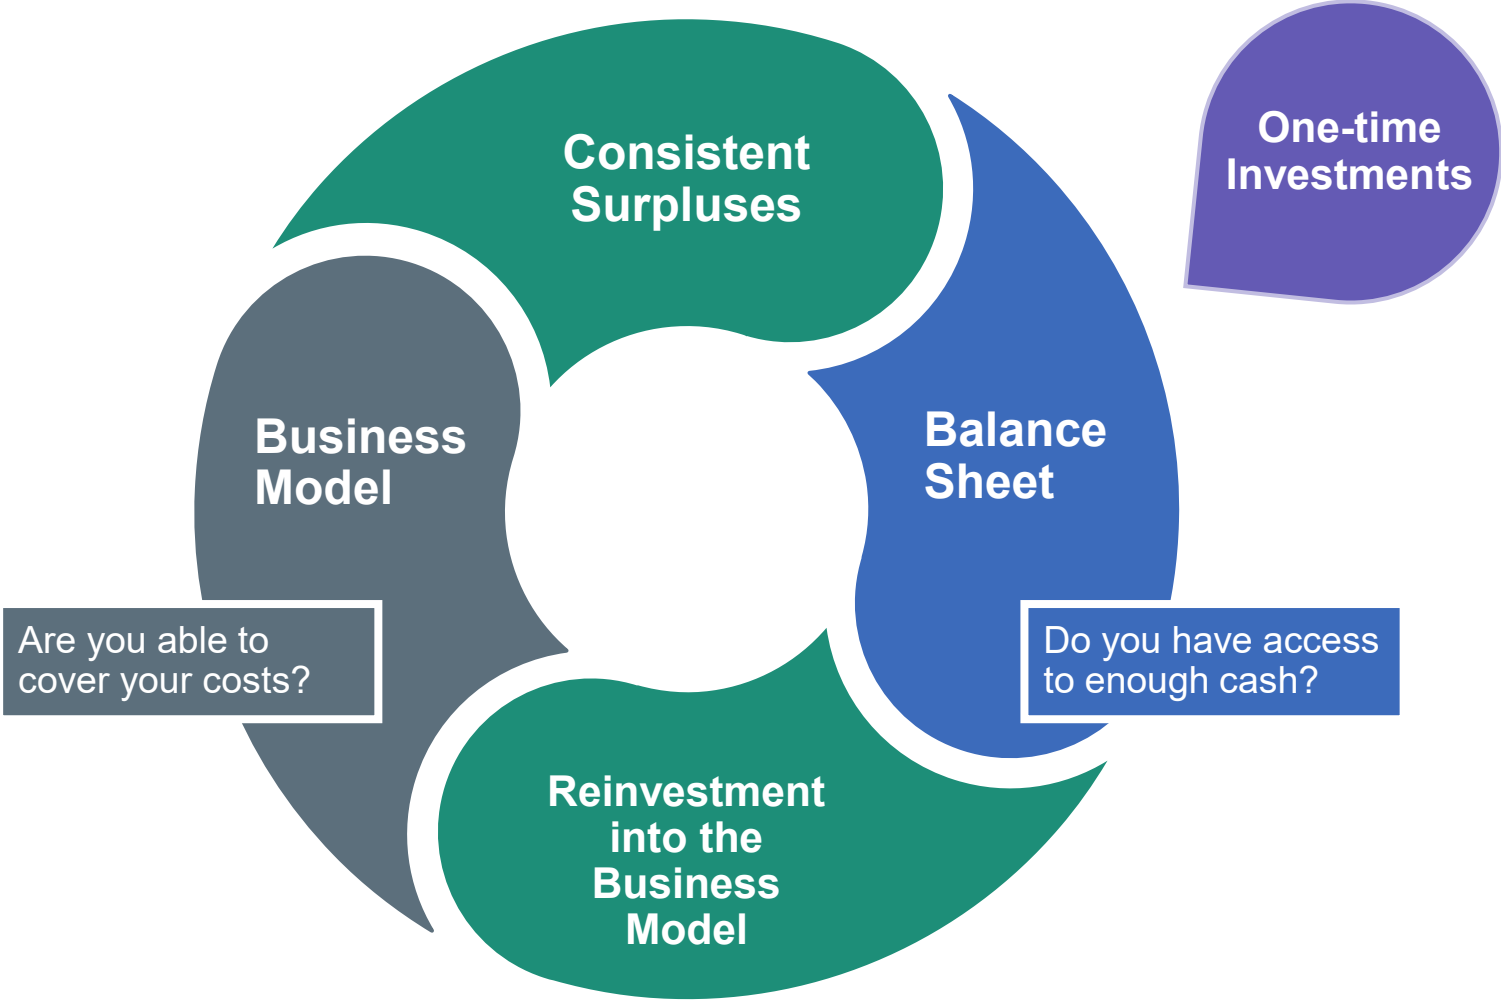 Consistent
Surpluses
One-time
Investments
Business
Model
Balance
Sheet
Are you able to
cover your costs?
Do you have access
to enough cash?
Reinvestment
into the
Business
Model